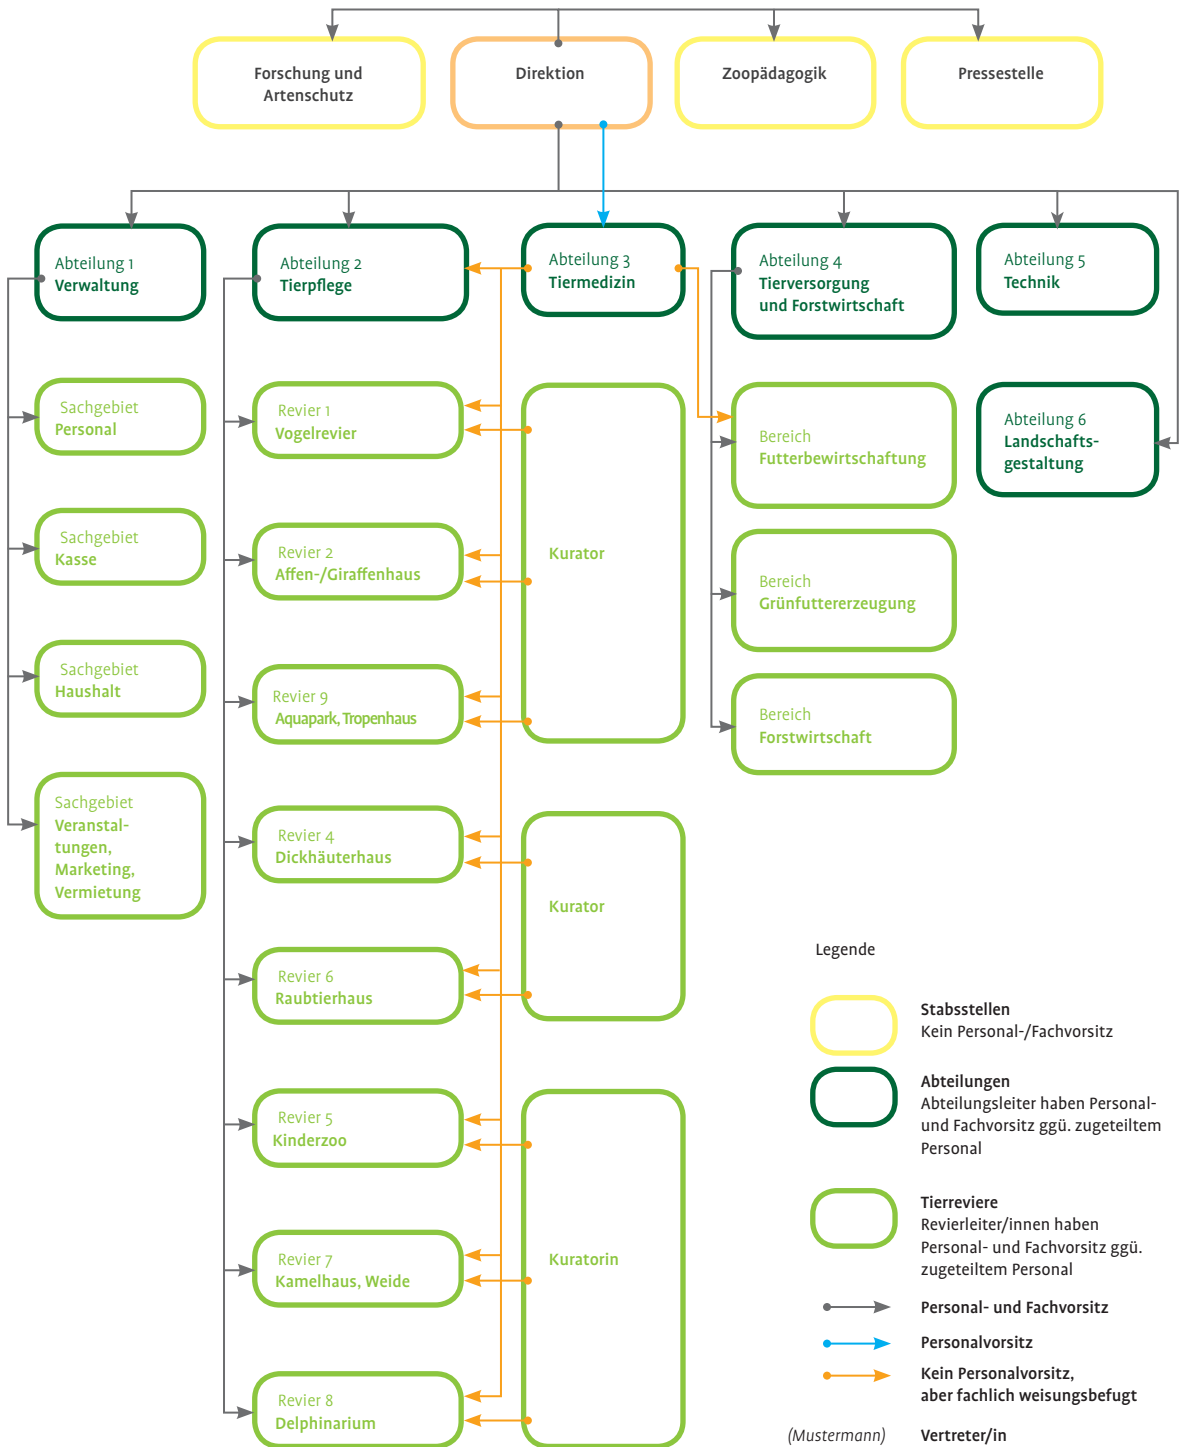 Forschung und
Artenschutz
Direktion
Zoopädagogik
Pressestelle
Abteilung 1
Verwaltung
Abteilung 2
Tierpflege
Abteilung 3
Tiermedizin
Abteilung 4
Tierversorgung
und Forstwirtschaft
Abteilung 5
Technik
Sachgebiet
Personal
Sachgebiet
Kasse
Sachgebiet
Haushalt
Sachgebiet
Veranstal-
tungen,
Marketing,
Vermietung
Revier 1
Vogelrevier
Revier 2
Affen-/Giraffenhaus
Revier 9
Aquapark, Tropenhaus
Revier 4
Dickhäuterhaus
Revier 6
Raubtierhaus
Revier 5
Kinderzoo
Revier 7
Kamelhaus, Weide
Revier 8
Delphinarium
Kurator
Kurator
Kuratorin
Bereich
Futterbewirtschaftung
Bereich
Grünfuttererzeugung
Bereich
Forstwirtschaft
Abteilung 6
Landschafts-
gestaltung
Legende
Stabsstellen
Kein Personal-/Fachvorsitz
Abteilungen
Abteilungsleiter haben Personal-
und Fachvorsitz ggü. zugeteiltem
Personal
Tierreviere
Revierleiter/innen haben
Personal- und Fachvorsitz ggü.
zugeteiltem Personal
Personal- und Fachvorsitz
Personalvorsitz
Kein Personalvorsitz,
aber fachlich weisungsbefugt
(Mustermann) Vertreter/in